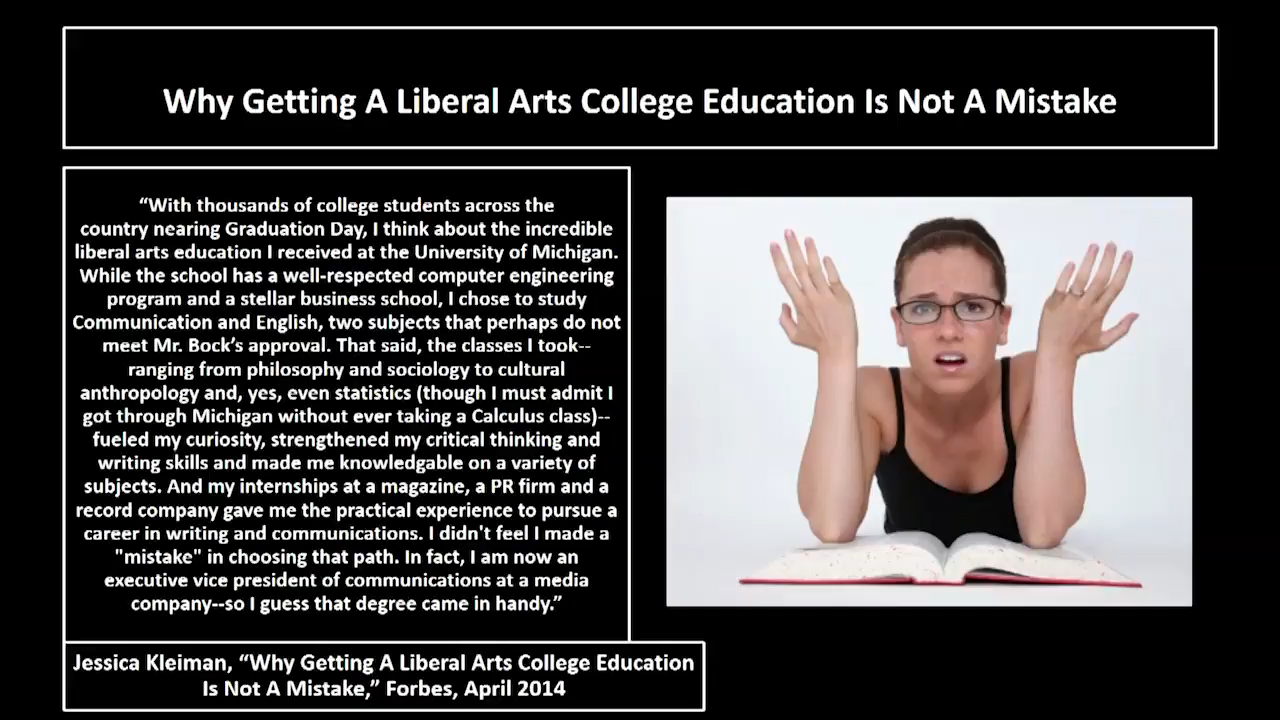 Why Getting A Liberal Arts College Education Is Not A Mistake
“With thousands of college students across the
country nearing Graduation Day, I think about the incredible
liberal arts education I received at the University of Michigan.
While the school has a well-respected computer engineering
program and a stellar business school, I chose to study
Communication and English, two subjects that perhaps do not
meet Mr. Bock’s approval. That said, the classes I took--
ranging from philosophy and sociology to cultural
anthropology and, yes, even statistics (though I must admit I
got through Michigan without ever taking a Calculus class)--
fueled my curiosity, strengthened my critical thinking and
writing skills and made me knowledgable on a variety of
subjects. And my internships at a magazine, a PR firm and a
record company gave me the practical experience to pursue a
career in writing and communications. I didn't feel I made a
"mistake" in choosing that path. In fact, I am now an
executive vice president of communications at a media
company--so I guess that degree came in handy.”
Jessica Kleiman, “Why Getting A Liberal Arts College Education
Is Not A Mistake,” Forbes, April 2014